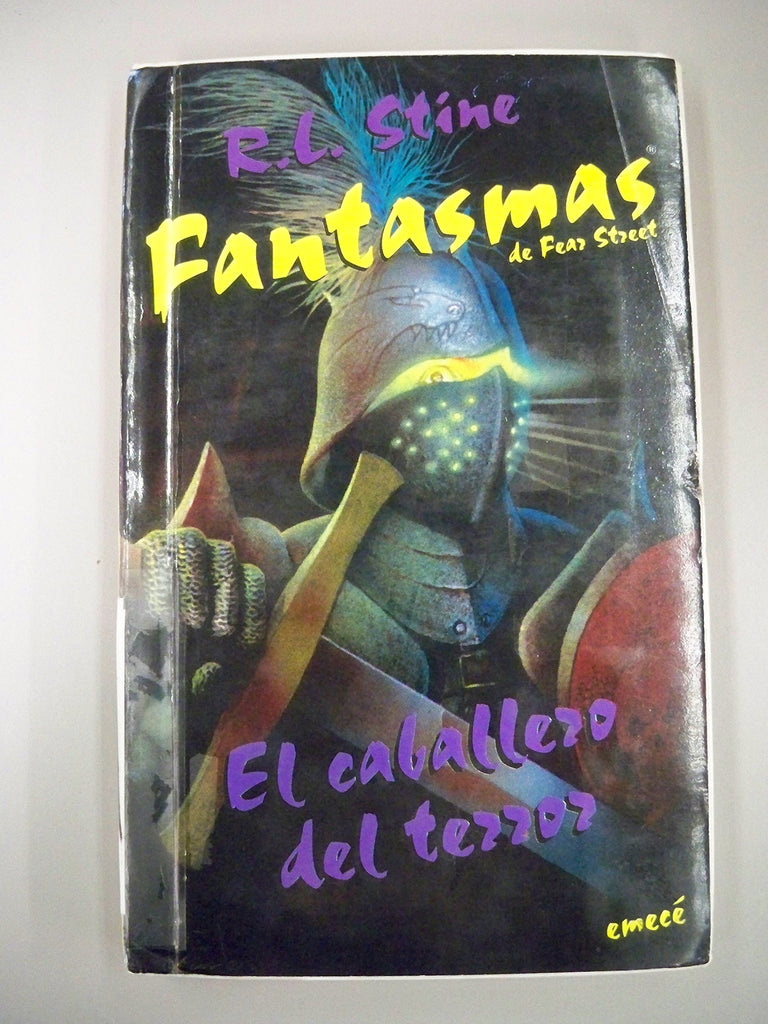 R.L. Stine
Fantasmas®
de Fear Street
El caballero
del terror
emecé